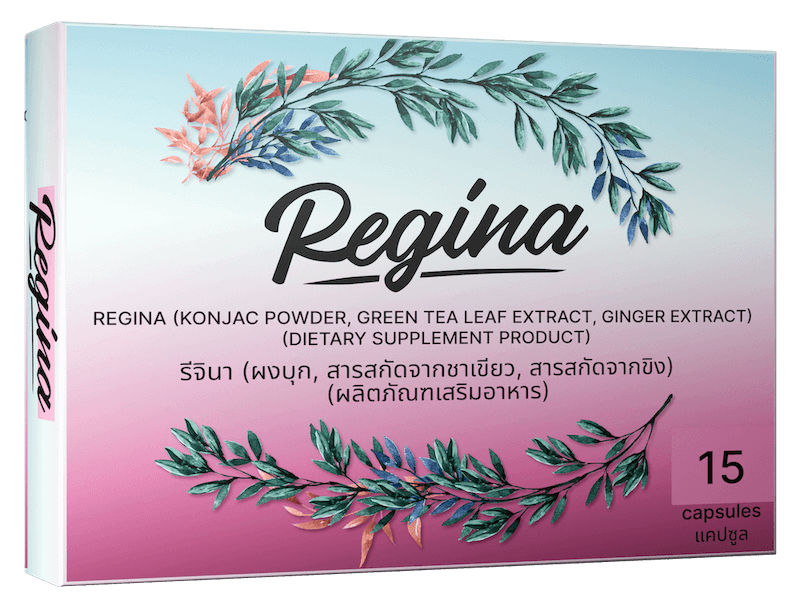 Regina
Regina
REGINA (KONJAC POWDER, GREEN TEA LEAF EXTRACT, GINGER EXTRACT)
(DIETARY SUPPLEMENT PRODUCT)
รีจินา (ผงบุก, สารสกัดจากชาเขียว, สารสกัดจากขิง)
(ผลิตภัณฑ์เสริมอาหาร)
15
capsules
แคปซูล